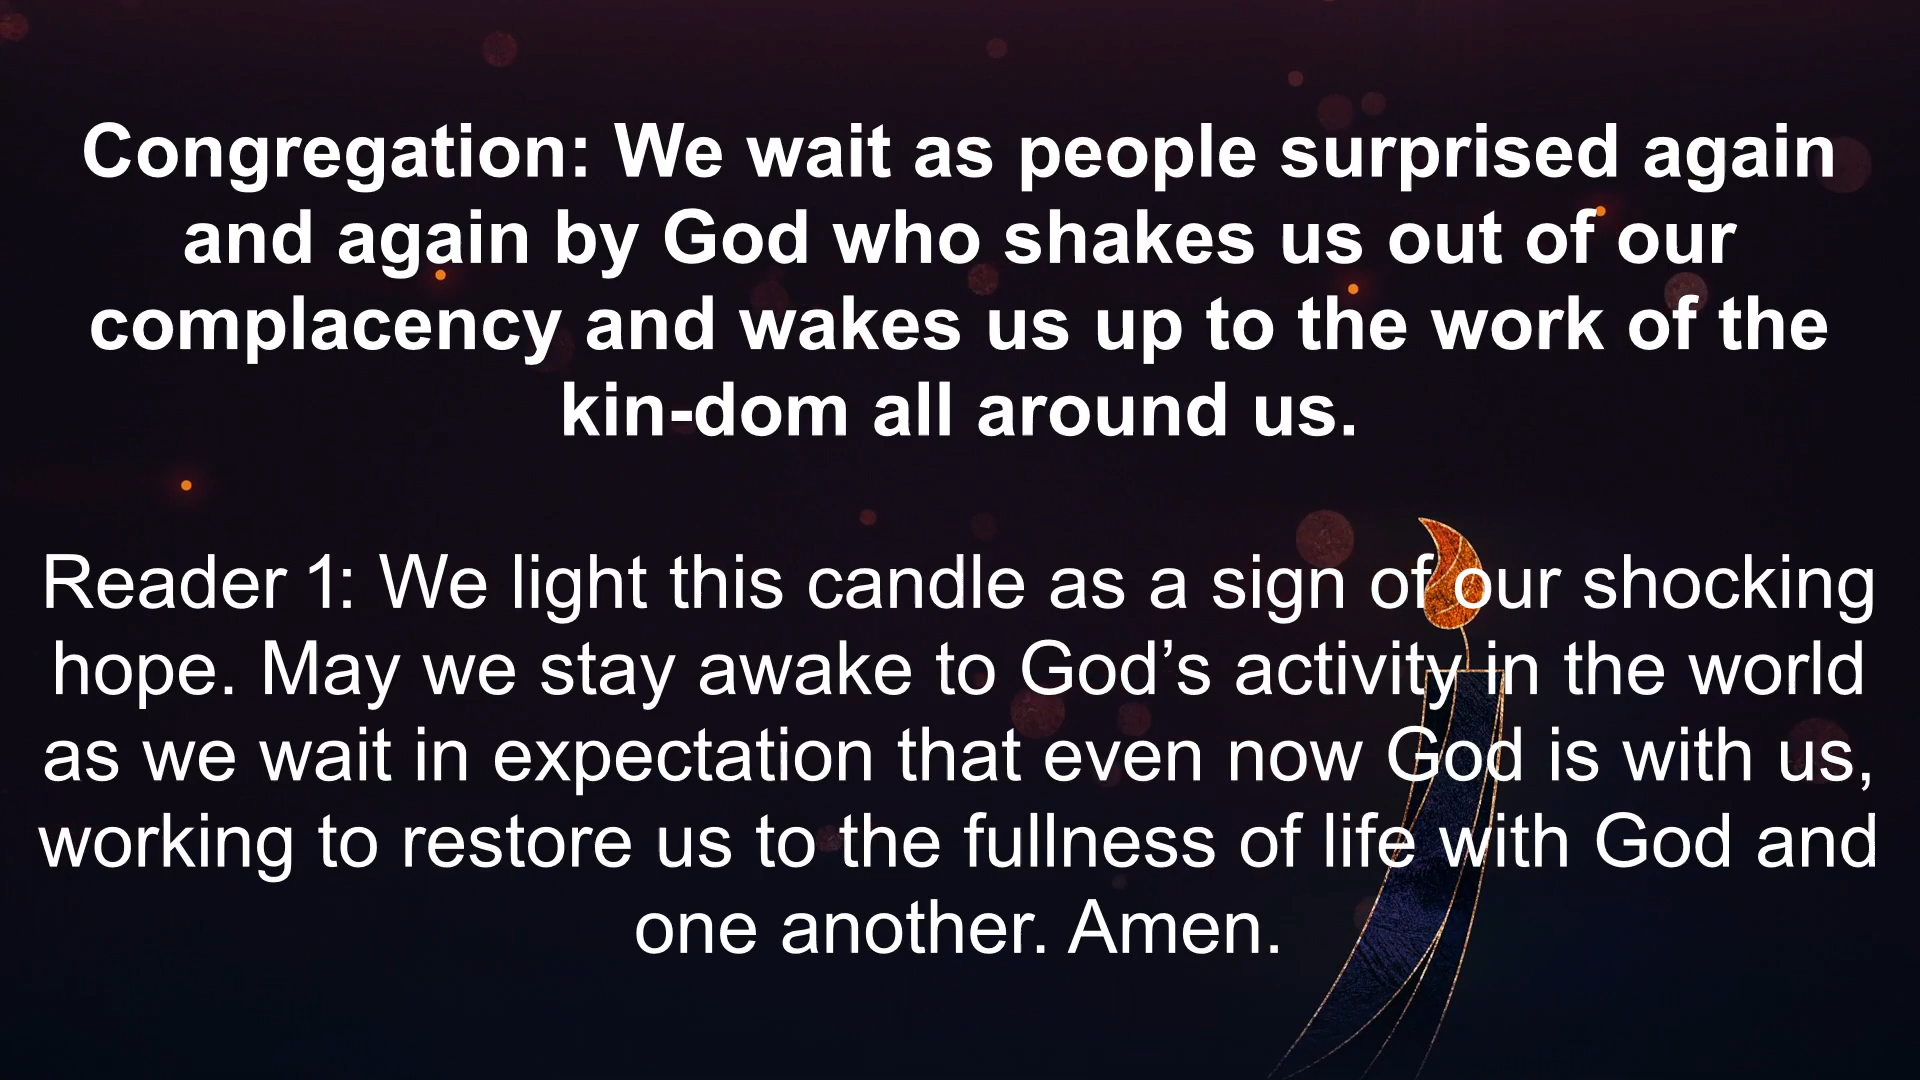 Congregation: We wait as people surprised again
and again by God who shakes us out of our
complacency and wakes us up to the work of the
kin-dom all around us.
Reader 1: We light this candle as a sign of our shocking
hope. May we stay awake to God’s activity in the world
as we wait in expectation that even now God is with us,
working to restore us to the fullness of life with God and
one another. Amen.